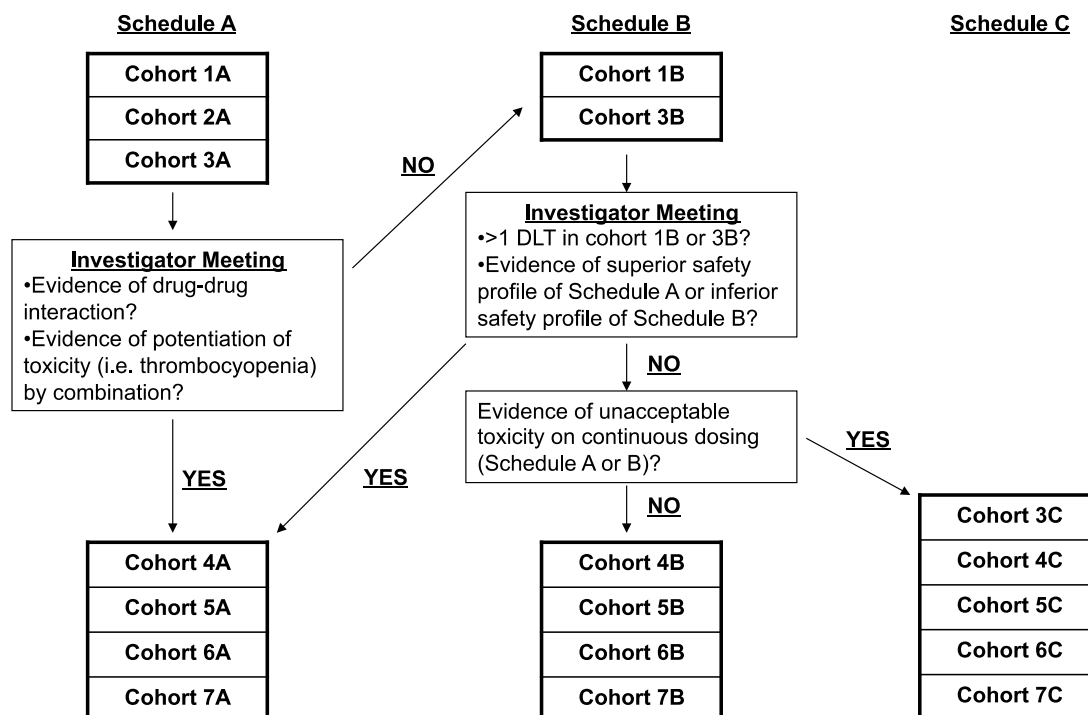 Schedule A
Schedule B
Schedule C
Cohort 1A
Cohort 2A
Cohort 3A
Cohort 1B
Cohort 3B
NO
Investigator Meeting
•Evidence of drug-drug
interaction?
•Evidence of potentiation of
toxicity (i.e. thrombocyopenia)
by combination?
Investigator Meeting
•>1 DLT in cohort 1B or 3B?
•Evidence of superior safety
profile of Schedule A or inferior
safety profile of Schedule B?
NO
Evidence of unacceptable
toxicity on continuous dosing
(Schedule A or B)?
YES
YES
YES
NO
Cohort 4A
Cohort 5A
Cohort 6A
Cohort 7A
Cohort 4B
Cohort 5B
Cohort 6B
Cohort 7B
Cohort 3C
Cohort 4C
Cohort 5C
Cohort 6C
Cohort 7C